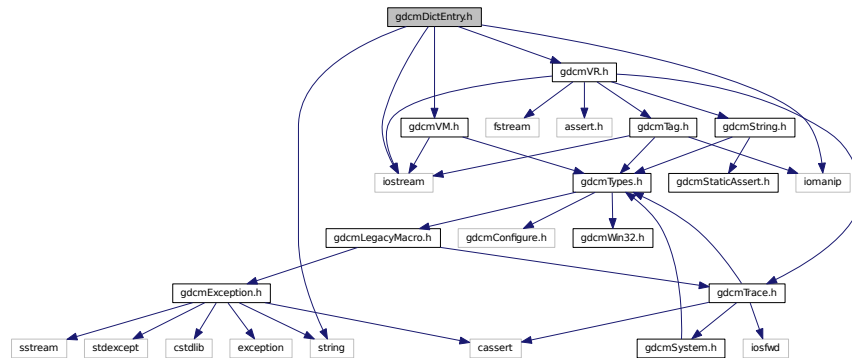 gdcmDictEntry.h
gdcmVR.h
gdcmVM.h
fstream
assert.h
gdcmTag.h
gdcmString.h
iostream
gdcmTypes.h
gdcmStaticAssert.h
iomanip
gdcmLegacyMacro.h
gdcmConfigure.h
gdcmWin32.h
gdcmException.h
gdcmTrace.h
sstream
stdexcept
cstdlib
exception
string
cassert
gdcmSystem.h
iosfwd